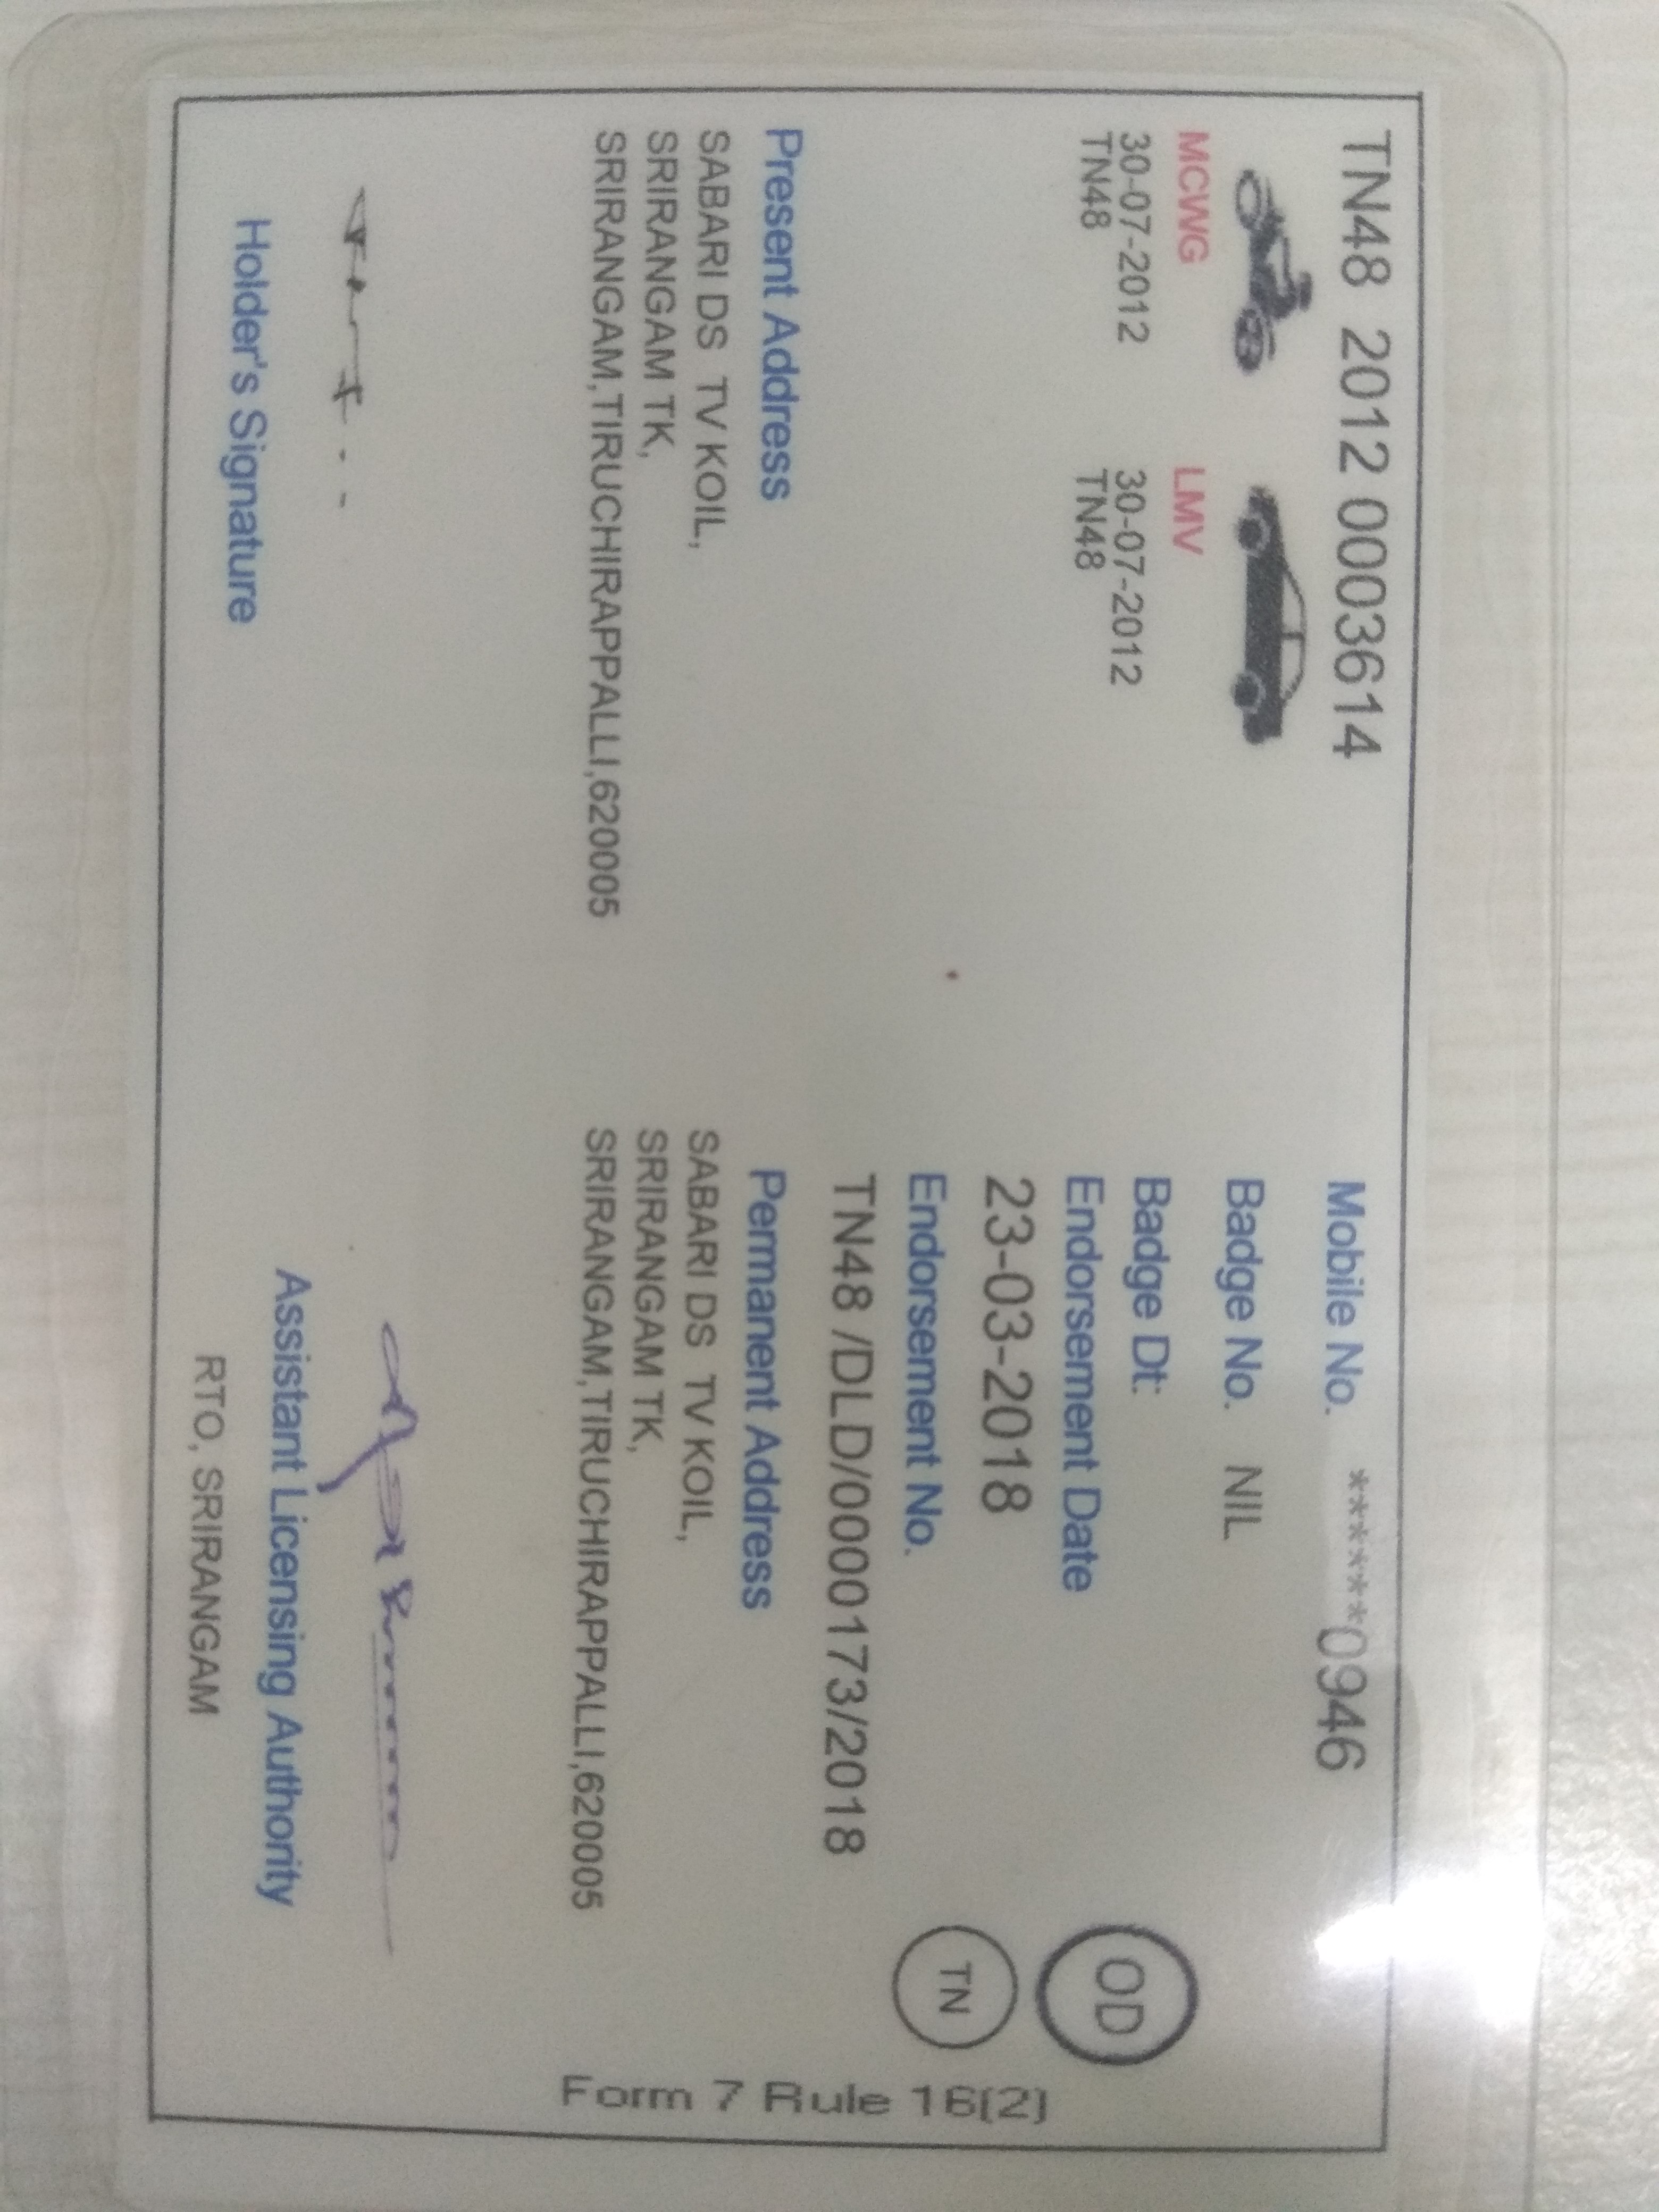 TN48 2012 0003614
Mobile No. ******0946
MCWG
30-07-2012
TN48
LMV
30-07-2012
TN48
Badge No. NIL
Badge Dt:
Endorsement Date
23-03-2018
Endorsement No.
TN48 /DLD/0000173/2018
OD
TN
Present Address
SABARI DS TV KOIL,
SRIRANGAM TK,
SRIRANGAM,TIRUCHIRAPPALLI,620005
Permanent Address
SABARI DS TV KOIL,
SRIRANGAM TK,
SRIRANGAM,TIRUCHIRAPPALLI,620005
Holder's Signature
Assistant Licensing Authority
RTO, SRIRANGAM
Form 7 Rule 16(2)